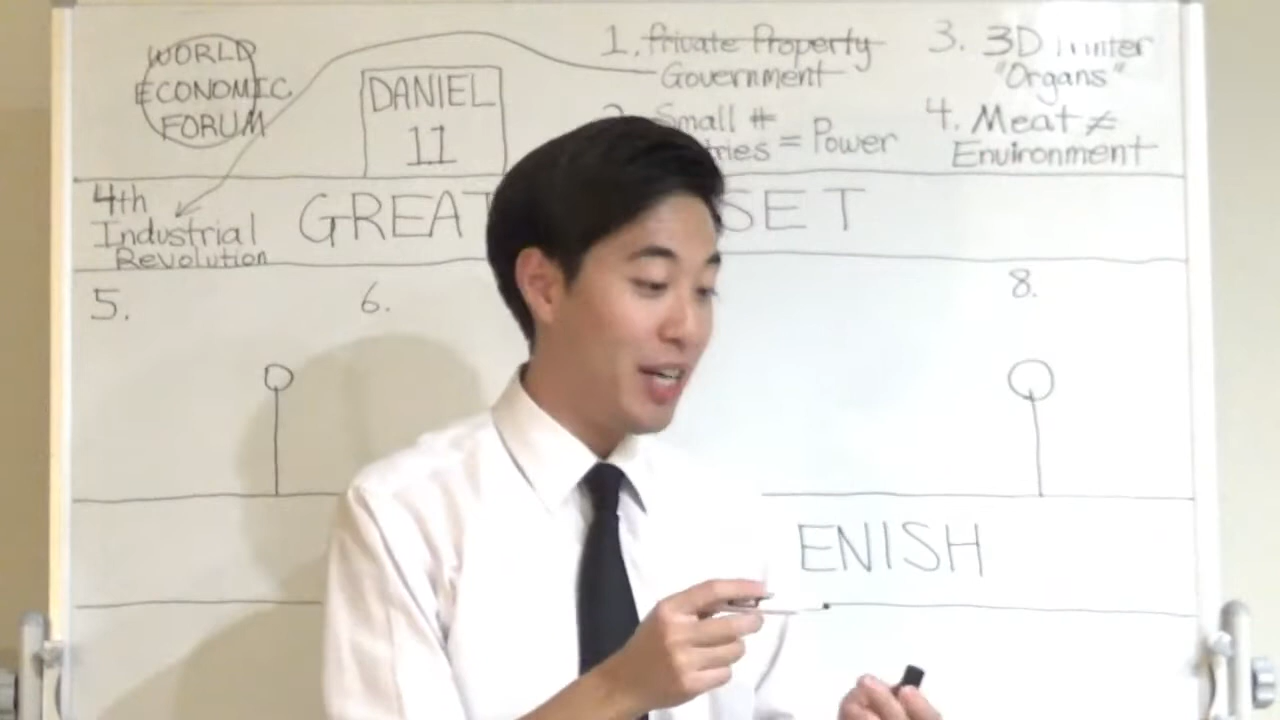 WORLD
ECONOMIC
FORUM
DANIEL
11
1. Private Property
Government
Small #
= Power
3. 3D
"Organs"
4. Meat ≠
Environment
4th
Industrial
Revolution
GREAT
SET
5.
6.
8.
ENISH